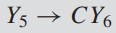 Y₅ → CY₆